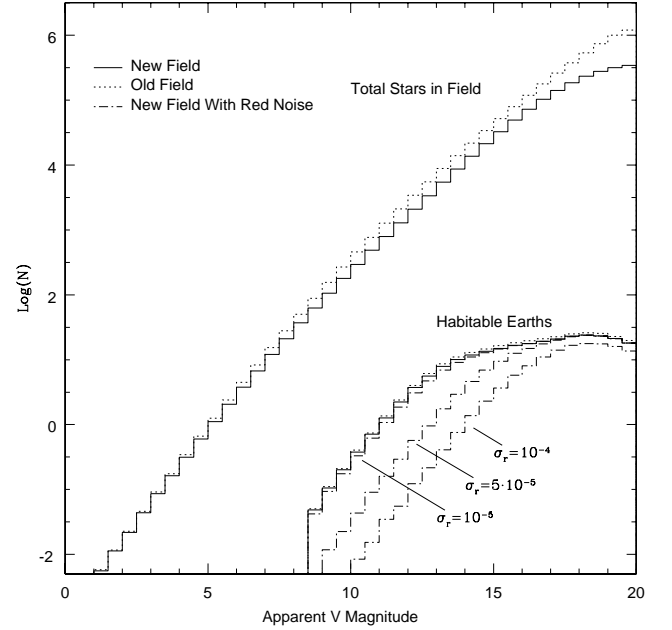 6
New Field
Old Field
New Field With Red Noise
Total Stars in Field
4
Log(N)
2
Habitable Earths
0
σr=10-4
σr=5·10-5
σr=10-5
-2
0 5 10 15 20
Apparent V Magnitude